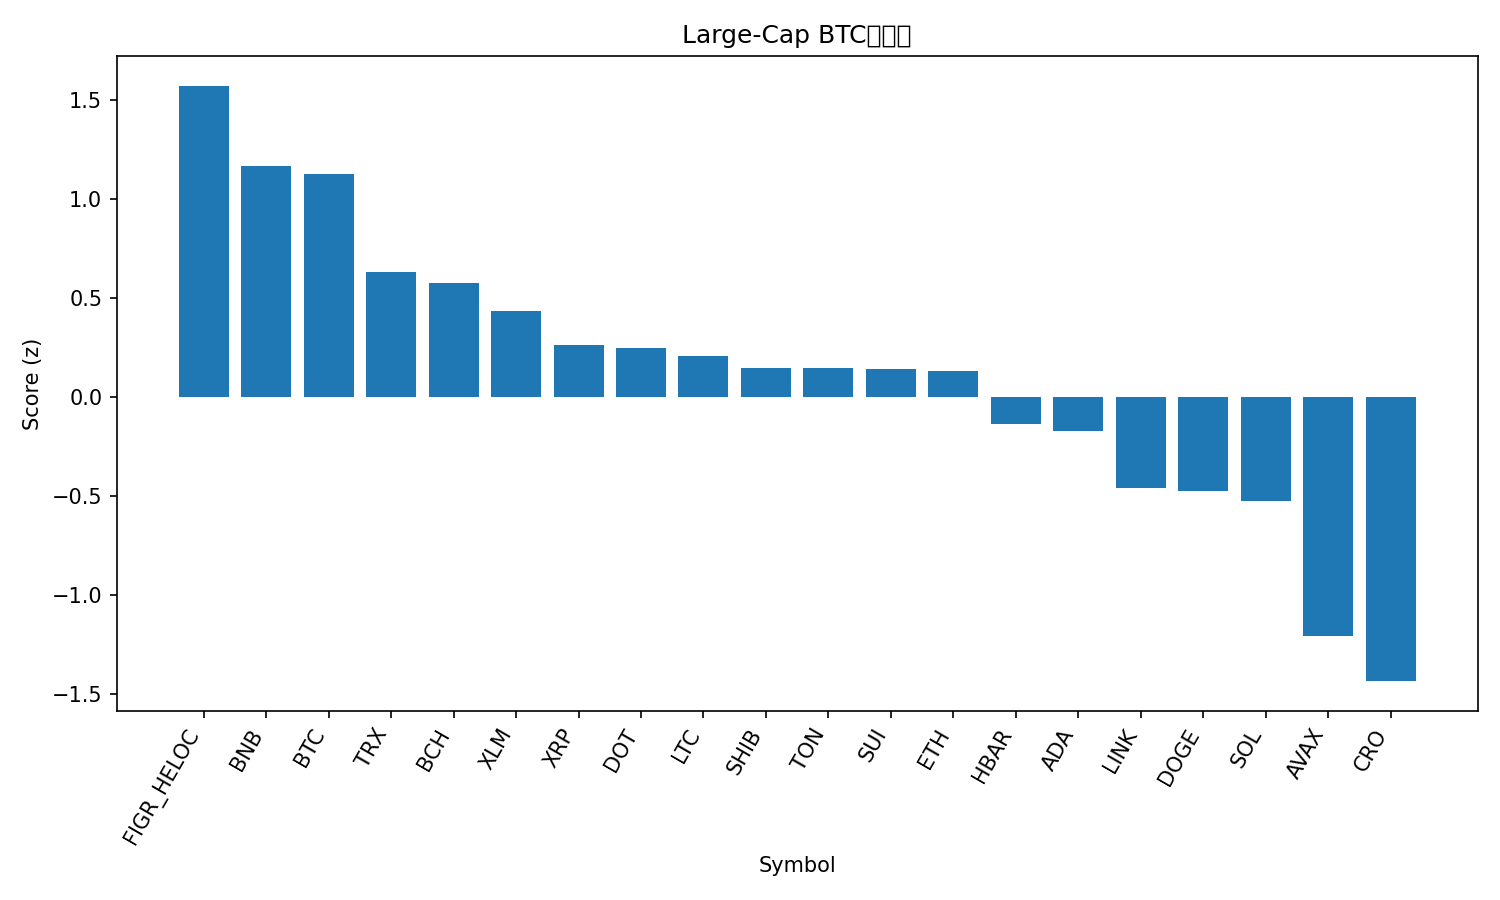 Large-Cap BTC
1.5
1.0
0.5
0.0
−0.5
−1.0
−1.5
Score (z)
FIGR_HELOC
BNB
BTC
TRX
BCH
XLM
XRP
DOT
LTC
SHIB
TON
SUI
ETH
HBAR
ADA
LINK
DOGE
SOL
AVAX
CRO
Symbol